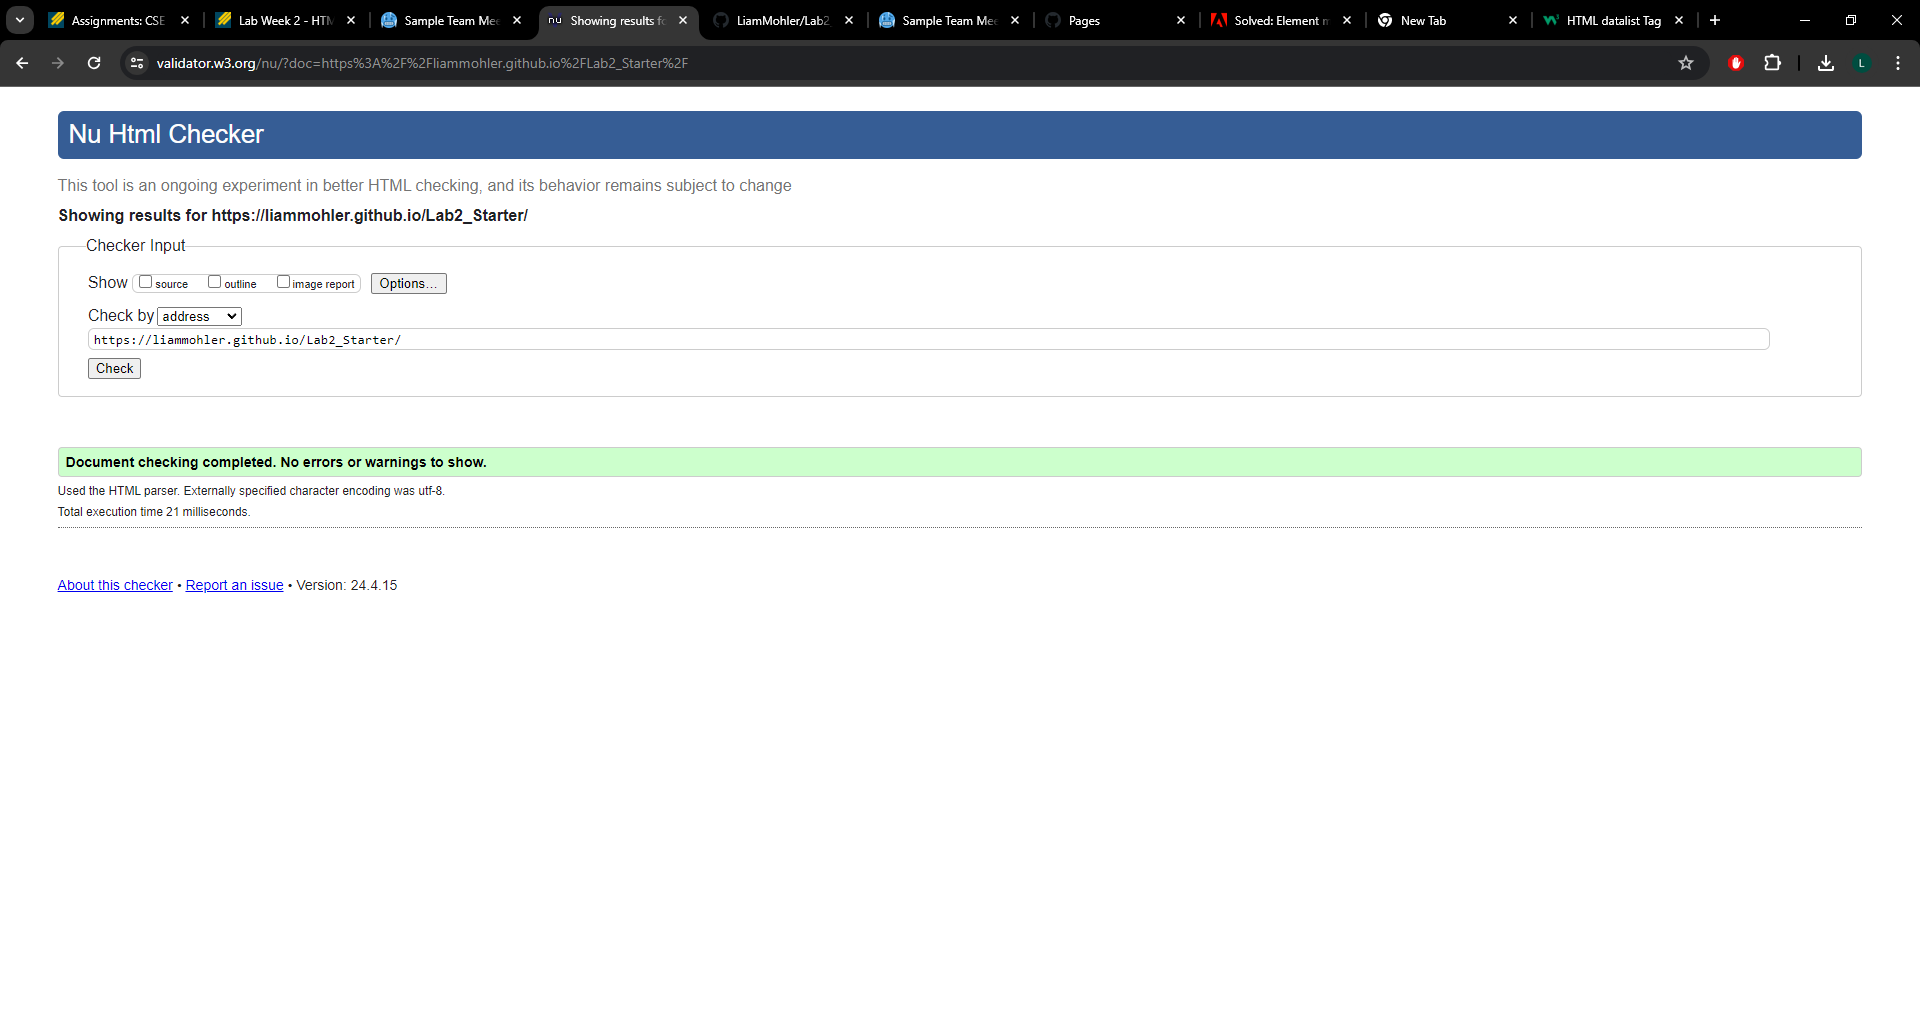 Assignments: CSE
Lab Week 2 - HTM
Sample Team Mee
nu Showing results fo
LiamMohler/Lab2_
Sample Team Mee
Pages
Solved: Element m
New Tab
HTML datalist Tag
validator.w3.org/nu/?doc=https%3A%2F%2Fliammohler.github.io%2FLab2_Starter%2F
L
Nu Html Checker
This tool is an ongoing experiment in better HTML checking, and its behavior remains subject to change
Showing results for https://liammohler.github.io/Lab2_Starter/
Checker Input
Show source outline image report Options...
Check by address
https://liammohler.github.io/Lab2_Starter/
Check
Document checking completed. No errors or warnings to show.
Used the HTML parser. Externally specified character encoding was utf-8.
Total execution time 21 milliseconds.
About this checker • Report an issue • Version: 24.4.15